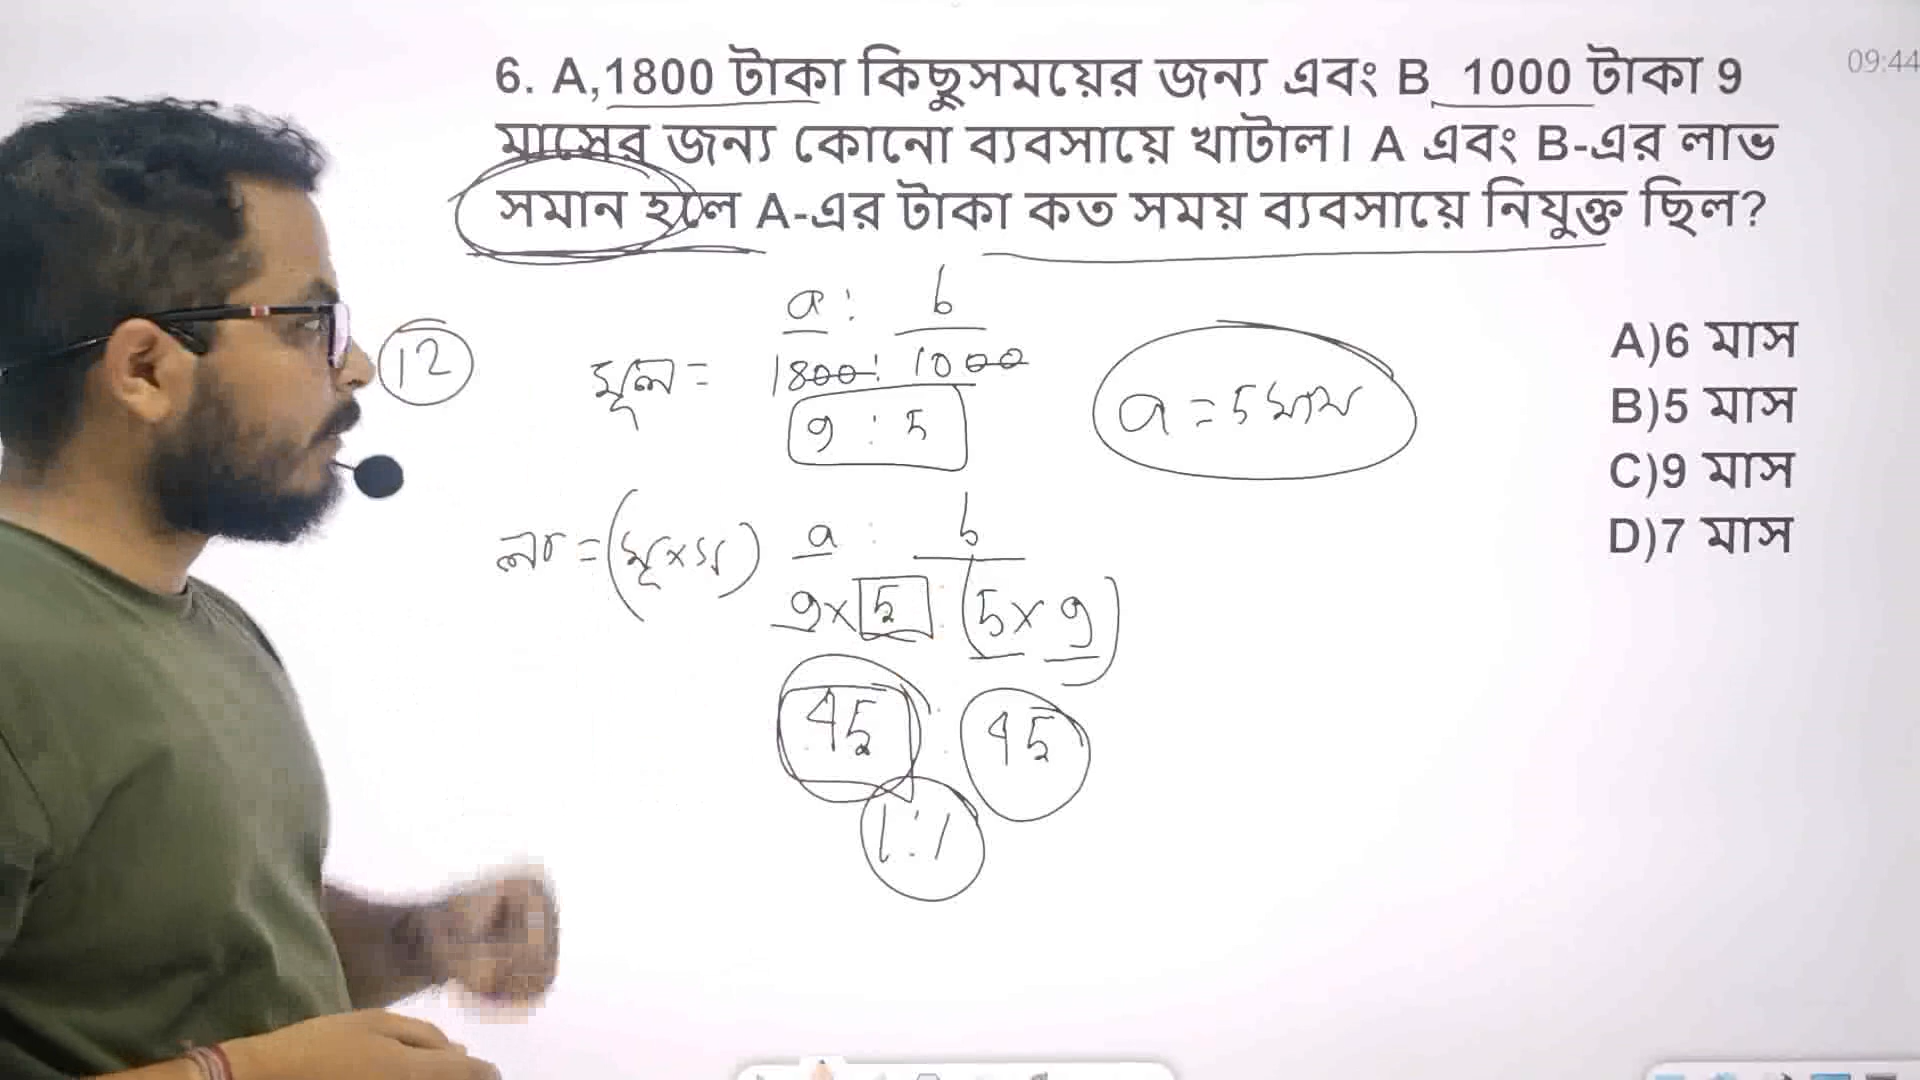 6. A,1800 টাকা কিছুসময়ের জন্য এবং B 1000 টাকা 9
মাসের জন্য কোনো ব্যবসায়ে খাটাল। A এবং B-এর লাভ
সমান হলে A-এর টাকা কত সময় ব্যবসায়ে নিযুক্ত ছিল?
09:44
a : b
12
মূল = 1800 : 1000
9 : 5
a = 5 মাস
A)6 মাস
B)5 মাস
C)9 মাস
D)7 মাস
লাভ = (মূ×স) a : b
9×5 : (5×9)
45 : 45
1:1